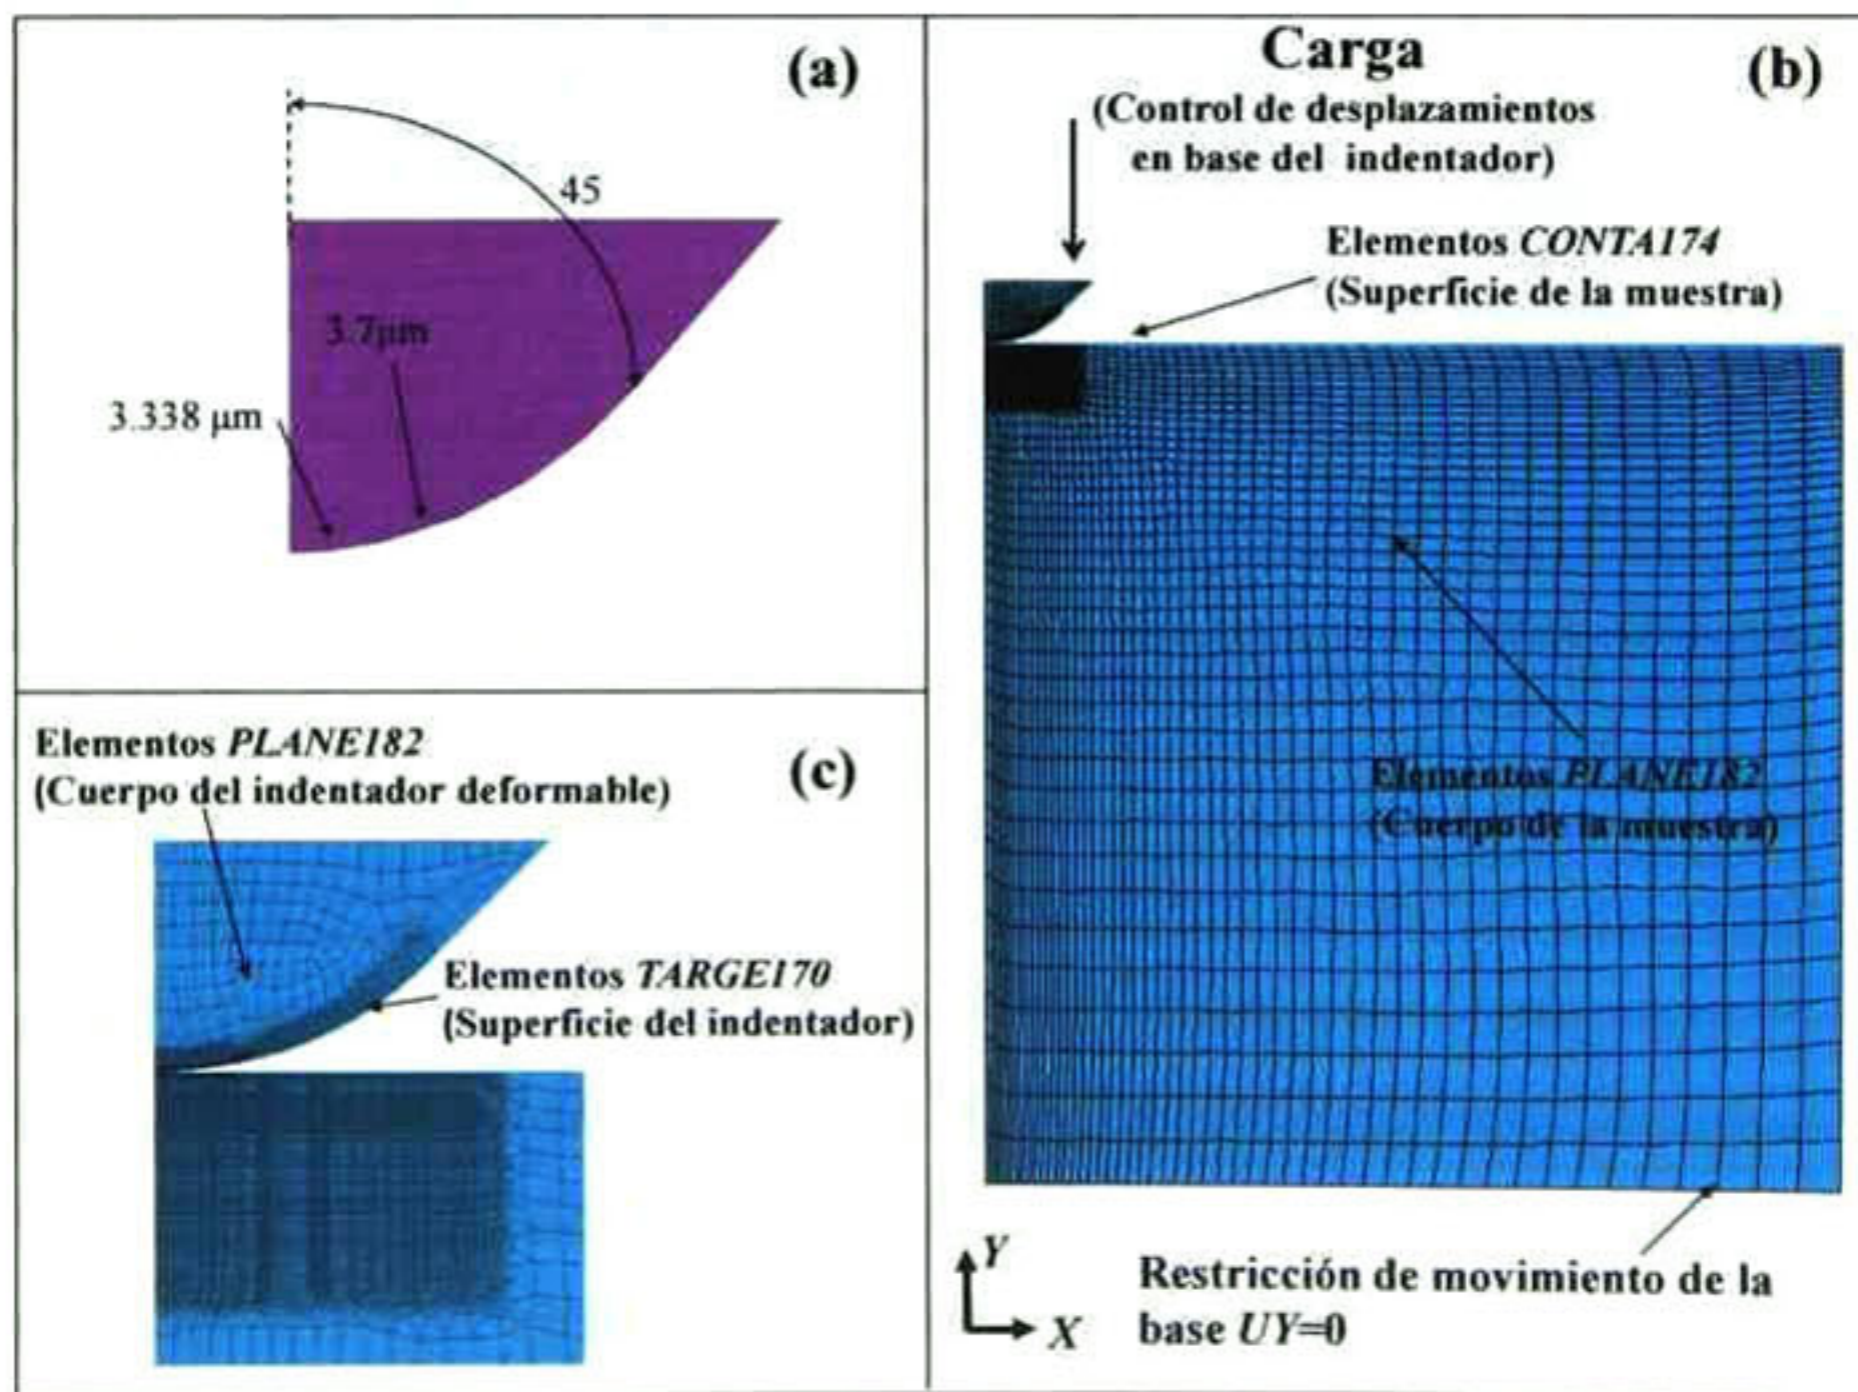 (a)
45
3.7µm
3.338 µm
Carga
(b)
(Control de desplazamientos
en base del indentador)
Elementos CONTA174
(Superficie de la muestra)
Elementos PLANE182
(Cuerpo de la muestra)
Y
X
Restricción de movimiento de la
base UY=0
Elementos PLANE182
(Cuerpo del indentador deformable)
(c)
Elementos TARGE170
(Superficie del indentador)